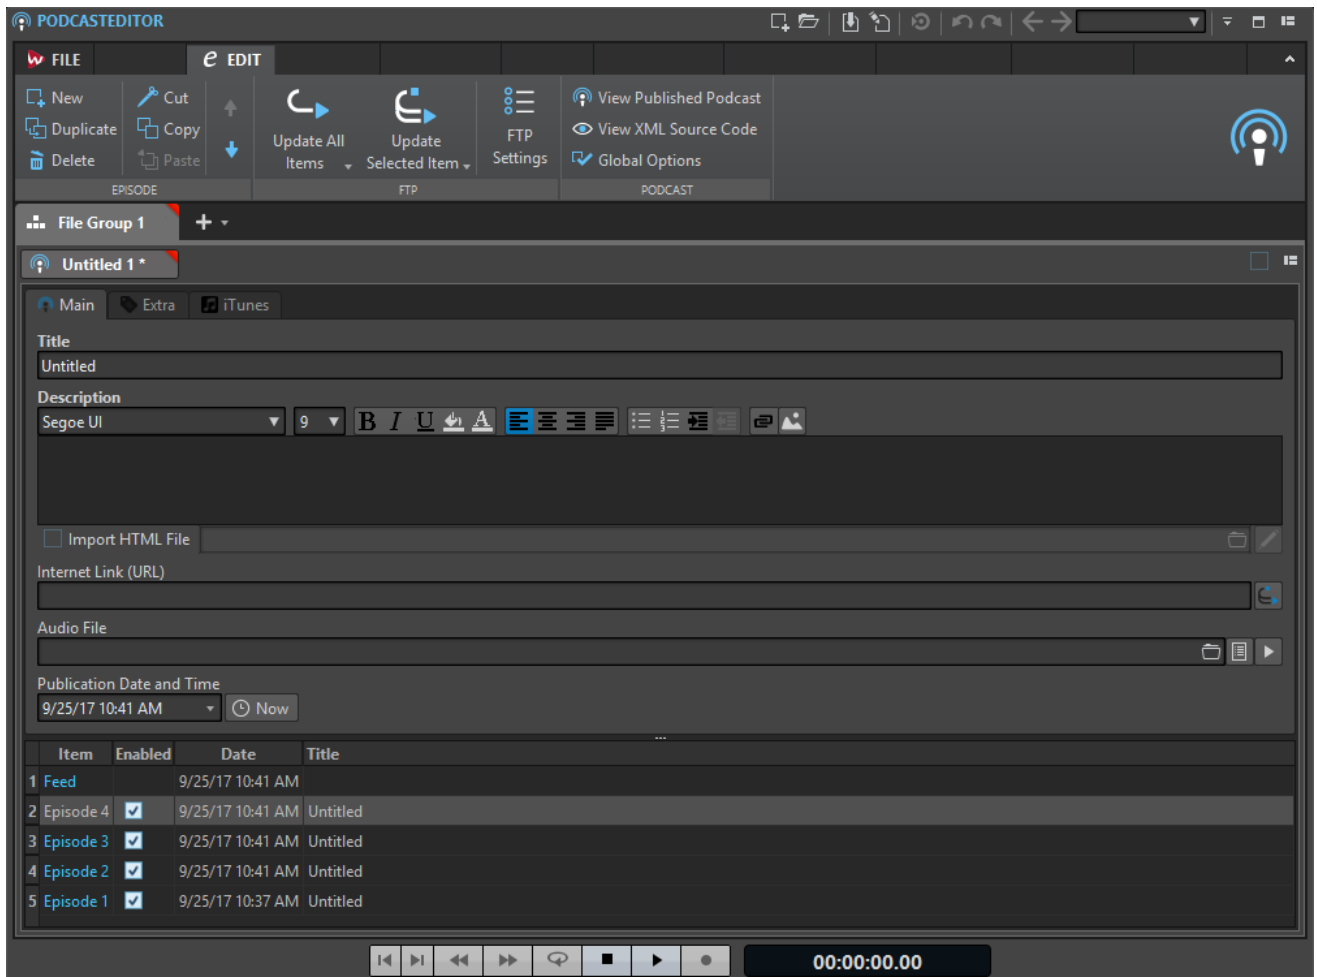 PODCASTEDITOR
FILE
e EDIT
New
Cut
Duplicate
Copy
Delete
Paste
Update All
Items
Update
Selected Item
FTP
Settings
View Published Podcast
View XML Source Code
Global Options
EPISODE
FTP
PODCAST
File Group 1
+
Untitled 1 *
Main
Extra
iTunes
Title
Untitled
Description
Segoe UI
9
B I U A
Import HTML File
Internet Link (URL)
Audio File
Publication Date and Time
9/25/17 10:41 AM
Now
Item Enabled Date Title
1 Feed 9/25/17 10:41 AM
2 Episode 4 9/25/17 10:41 AM Untitled
3 Episode 3 9/25/17 10:41 AM Untitled
4 Episode 2 9/25/17 10:41 AM Untitled
5 Episode 1 9/25/17 10:37 AM Untitled
00:00:00.00